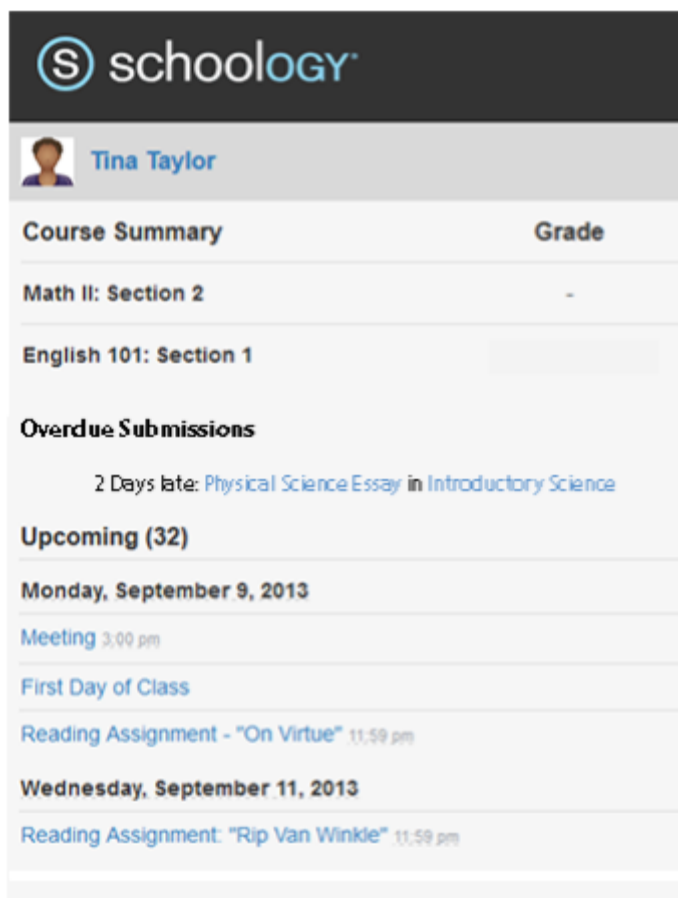 S schoology
Tina Taylor
Course Summary Grade
Math II: Section 2 -
English 101: Section 1
Overdue Submissions
2 Days late: Physical Science Essay in Introductory Science
Upcoming (32)
Monday, September 9, 2013
Meeting 3:00 pm
First Day of Class
Reading Assignment - "On Virtue" 11:59 pm
Wednesday, September 11, 2013
Reading Assignment: "Rip Van Winkle" 11:59 pm